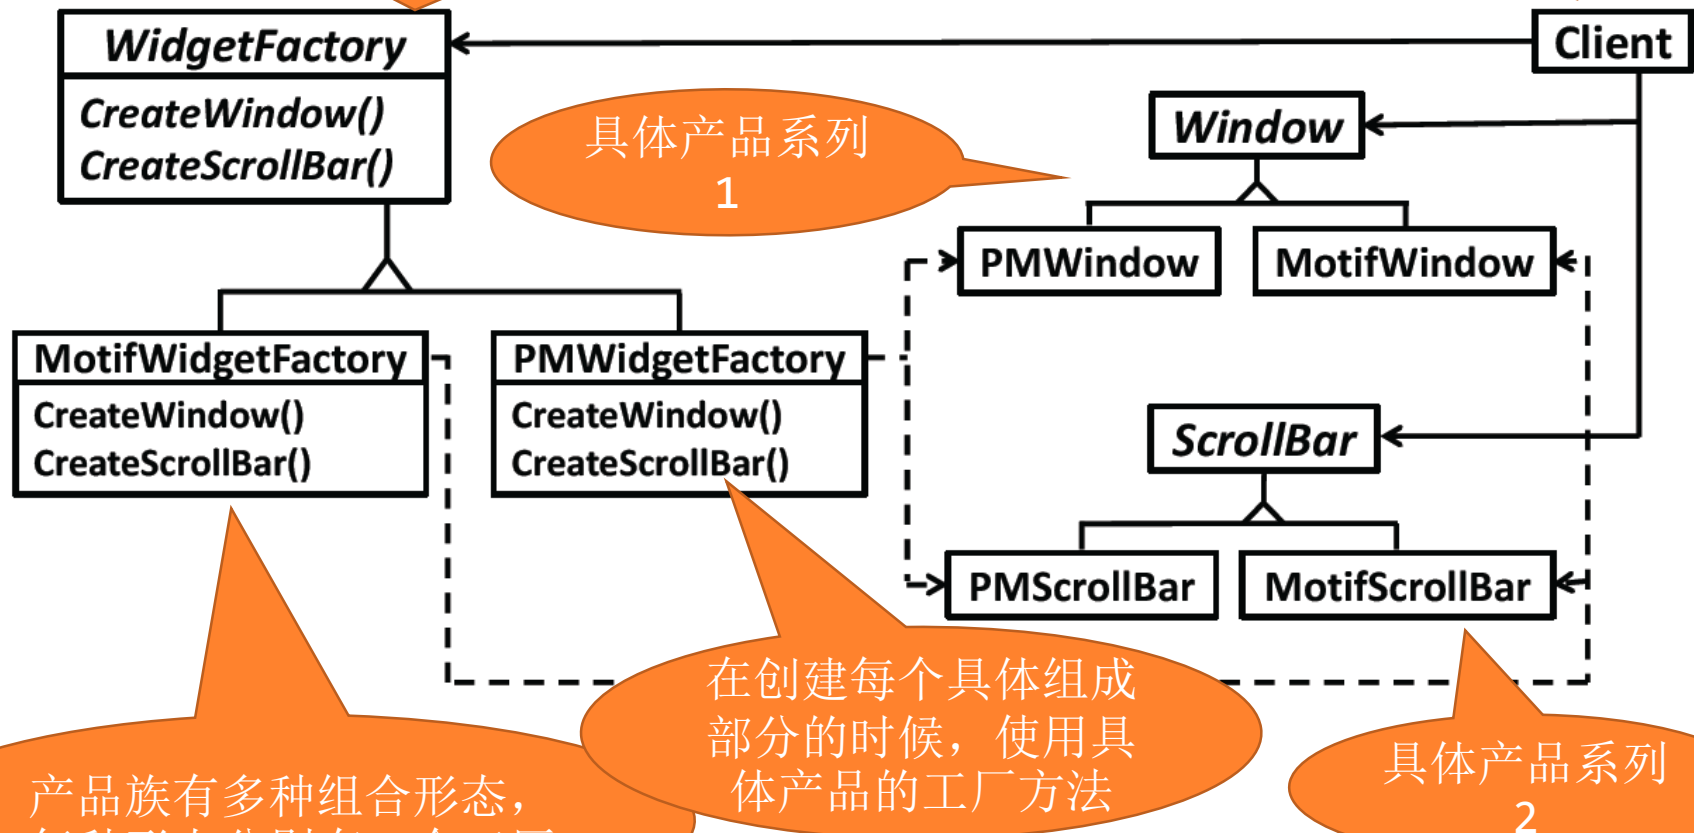 WidgetFactory
CreateWindow()
CreateScrollBar()
Client
具体产品系列
1
Window
PMWindow
MotifWindow
MotifWidgetFactory
CreateWindow()
CreateScrollBar()
PMWidgetFactory
CreateWindow()
CreateScrollBar()
ScrollBar
PMScrollBar
MotifScrollBar
在创建每个具体组成
部分的时候，使用具
体产品的工厂方法
产品族有多种组合形态，
具体产品系列
2